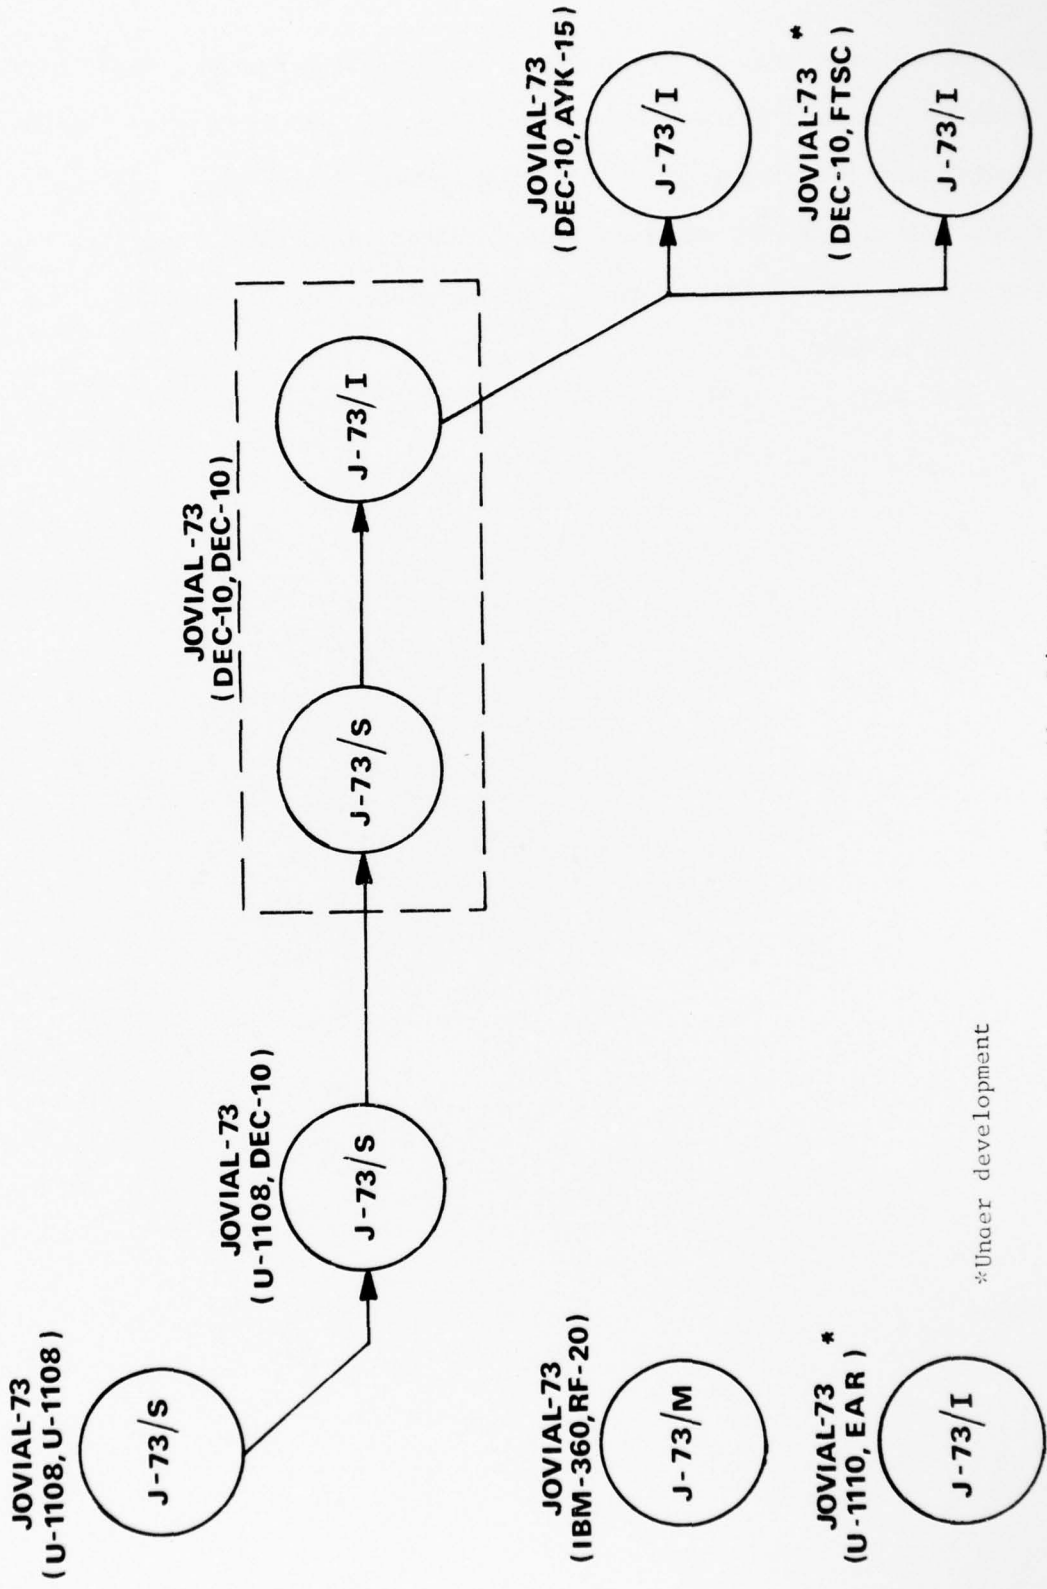 JOVIAL-73
(U-1108, U-1108)
J-73/S
JOVIAL-73
(U-1108, DEC-10)
J-73/S
JOVIAL-73
(DEC-10, DEC-10)
J-73/S
J-73/I
JOVIAL-73
(DEC-10, AYK-15)
J-73/I
JOVIAL-73 *
(DEC-10, FTSC)
J-73/I
JOVIAL-73
(IBM-360, RF-20)
J-73/M
JOVIAL-73
(U-1110, EAR) *
J-73/I
*Under development